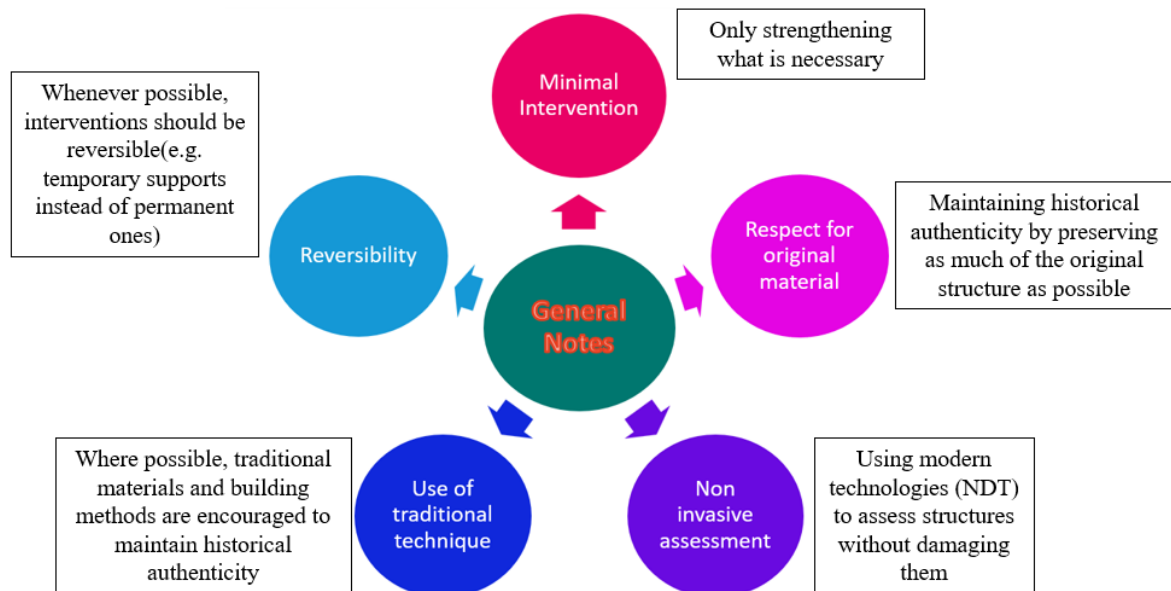 Minimal
Intervention
Only strengthening
what is necessary
Respect for
original
material
Maintaining historical
authenticity by preserving
as much of the original
structure as possible
Non
invasive
assessment
Using modern
technologies (NDT)
to assess structures
without damaging
them
Use of
traditional
technique
Where possible, traditional
materials and building
methods are encouraged to
maintain historical
authenticity
Reversibility
Whenever possible,
interventions should be
reversible(e.g.
temporary supports
instead of permanent
ones)
General
Notes